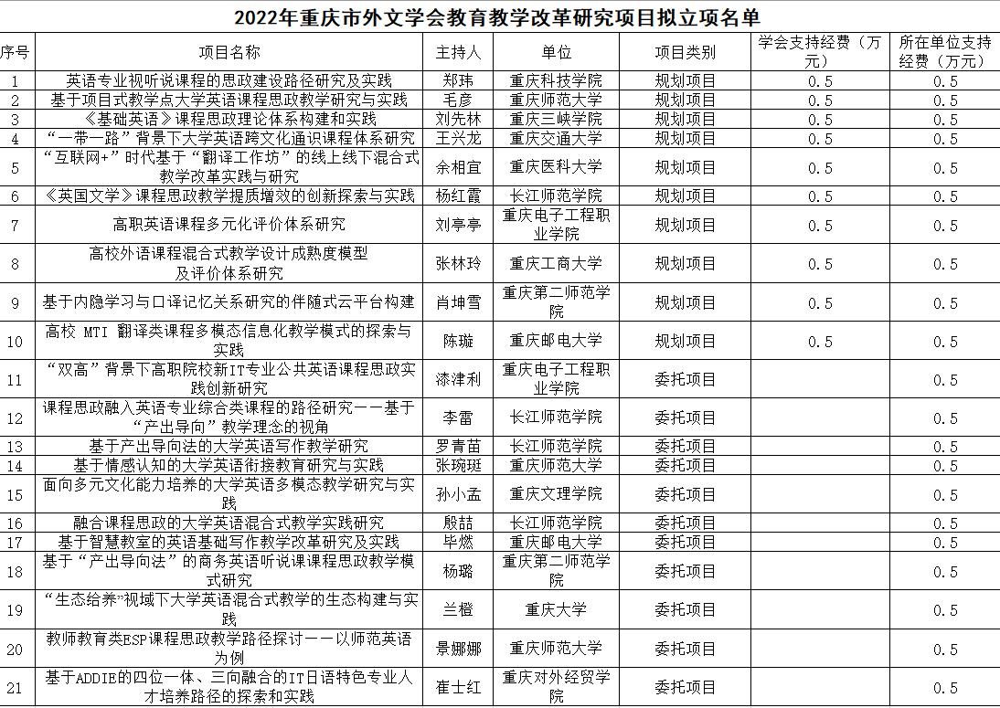 2022年重庆市外文学会教育教学改革研究项目拟立项名单
序号 项目名称 主持人 单位 项目类别 学会支持经费（万元） 所在单位支持经费（万元）
1 英语专业视听说课程的思政建设路径研究及实践 郑玮 重庆科技学院 规划项目 0.5 0.5
2 基于项目式教学点大学英语课程思政教学研究与实践 毛彦 重庆师范大学 规划项目 0.5 0.5
3 《基础英语》课程思政理论体系构建和实践 刘先林 重庆三峡学院 规划项目 0.5 0.5
4 “一带一路”背景下大学英语跨文化通识课程体系研究 王兴龙 重庆交通大学 规划项目 0.5 0.5
5 “互联网+”时代基于“翻译工作坊”的线上线下混合式教学改革实践与研究 余相宜 重庆医科大学 规划项目 0.5 0.5
6 《英国文学》课程思政教学提质增效的创新探索与实践 杨红霞 长江师范学院 规划项目 0.5 0.5
7 高职英语课程多元化评价体系研究 刘亭亭 重庆电子工程职业学院 规划项目 0.5 0.5
8 高校外语课程混合式教学设计成熟度模型及评价体系研究 张林玲 重庆工商大学 规划项目 0.5 0.5
9 基于内隐学习与口译记忆关系研究的伴随式云平台构建 肖坤雪 重庆第二师范学院 规划项目 0.5 0.5
10 高校 MTI 翻译类课程多模态信息化教学模式的探索与实践 陈璇 重庆邮电大学 规划项目 0.5 0.5
11 “双高”背景下高职院校新IT专业公共英语课程思政实践创新研究 漆津利 重庆电子工程职业学院 委托项目 0.5
12 课程思政融入英语专业综合类课程的路径研究——基于“产出导向”教学理念的视角 李雷 长江师范学院 委托项目 0.5
13 基于产出导向法的大学英语写作教学研究 罗青苗 长江师范学院 委托项目 0.5
14 基于情感认知的大学英语衔接教育研究与实践 张琬珽 重庆师范大学 委托项目 0.5
15 面向多元文化能力培养的大学英语多模态教学研究与实践 孙小孟 重庆文理学院 委托项目 0.5
16 融合课程思政的大学英语混合式教学实践研究 殷喆 长江师范学院 委托项目 0.5
17 基于智慧教室的英语基础写作教学改革研究及实践 毕燃 重庆邮电大学 委托项目 0.5
18 基于“产出导向法”的商务英语听说课课程思政教学模式研究 杨璐 重庆第二师范学院 委托项目 0.5
19 “生态给养”视域下大学英语混合式教学的生态构建与实践 兰橙 重庆大学 委托项目 0.5
20 教师教育类ESP课程思政教学路径探讨——以师范英语为例 景娜娜 重庆师范大学 委托项目 0.5
21 基于ADDIE的四位一体、三向融合的IT日语特色专业人才培养路径的探索和实践 崔士红 重庆对外经贸学院 委托项目 0.5